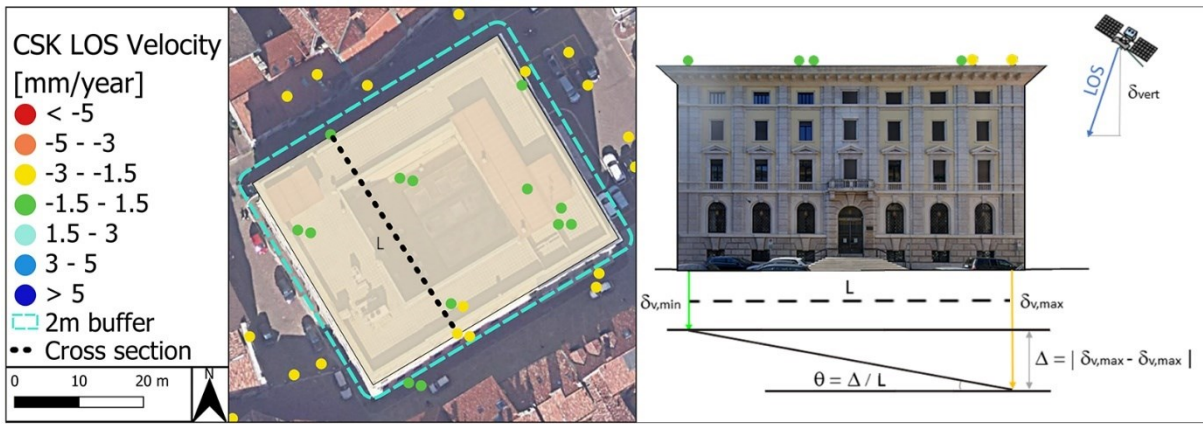 CSK LOS Velocity
[mm/year]
< -5
-5 - -3
-3 - -1.5
-1.5 - 1.5
1.5 - 3
3 - 5
> 5
2m buffer
Cross section
0 10 20 m
N
L
LOS
δvert
L
δv,min
δv,max
Δ = | δv,max - δv,max |
θ = Δ / L